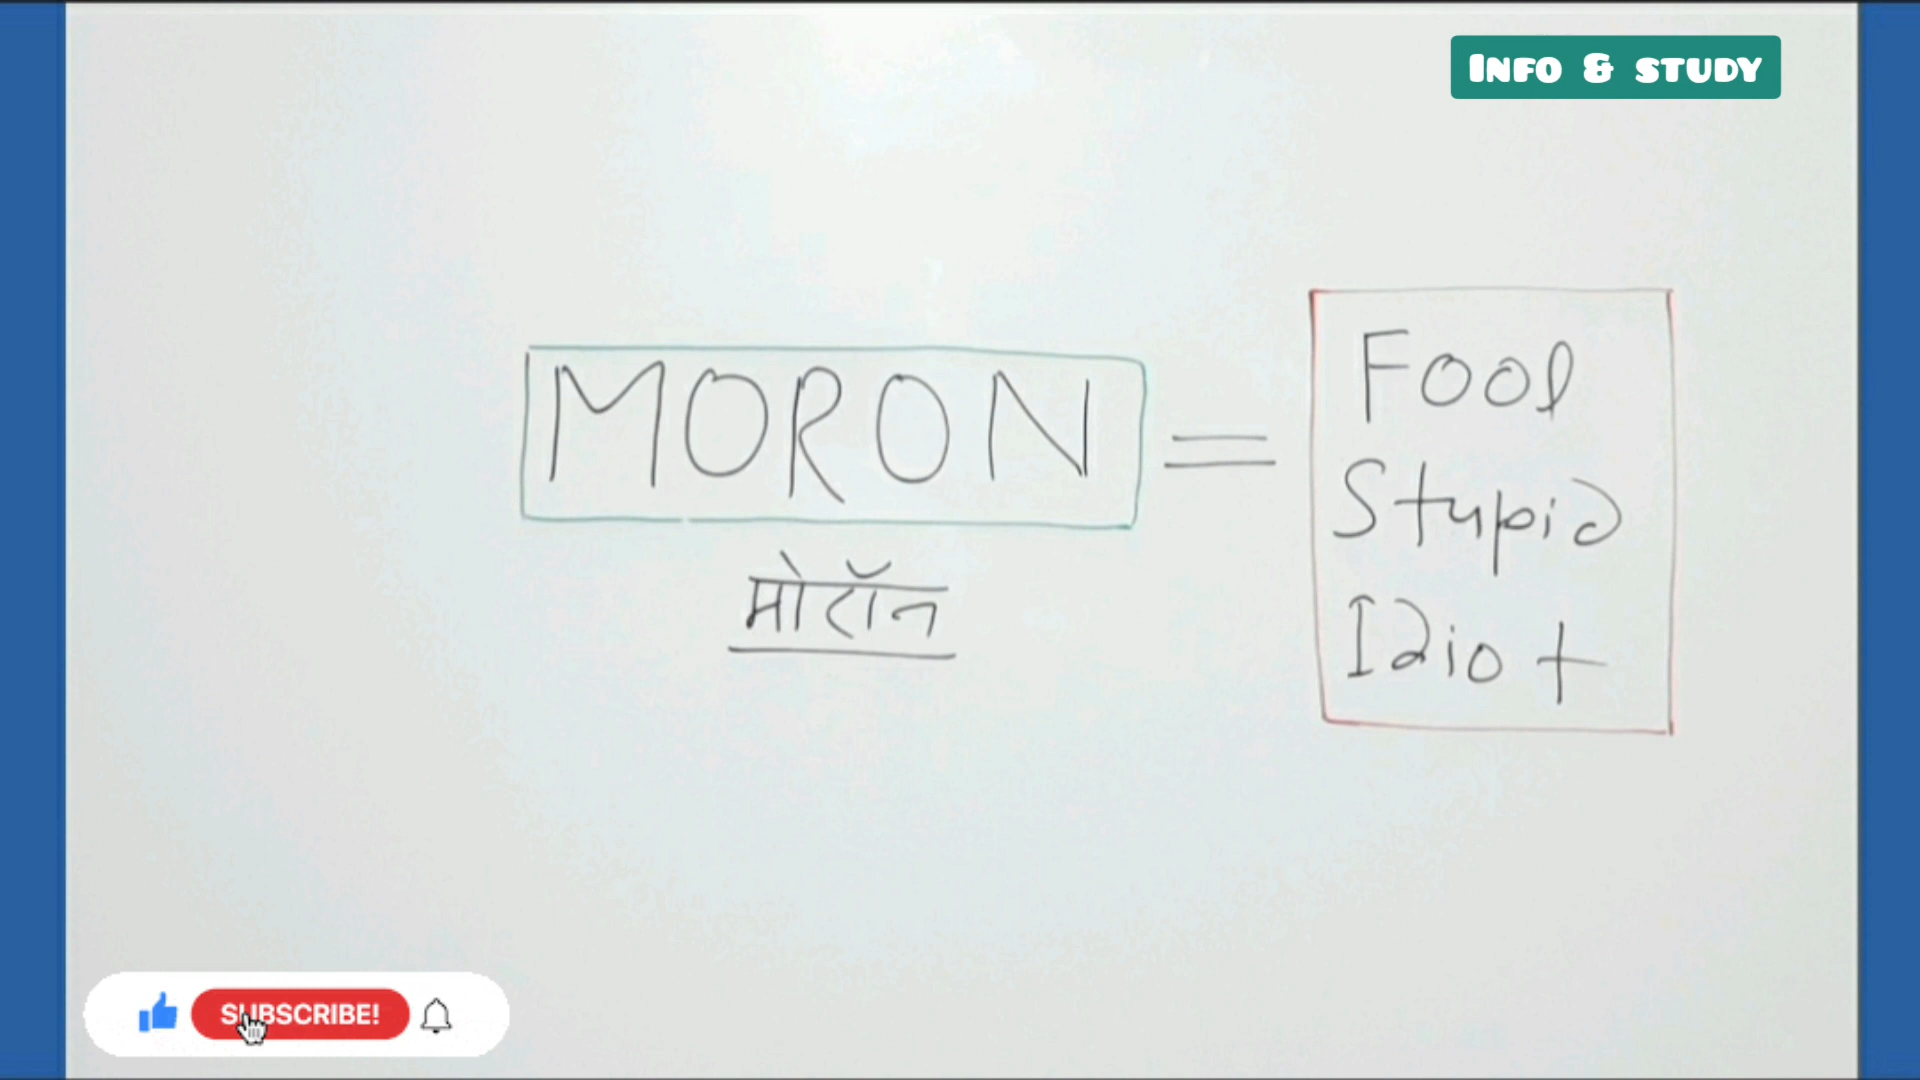 INFO & STUDY
MORON
=
Fool
Stupid
Idiot
मोरॉन
SUBSCRIBE!